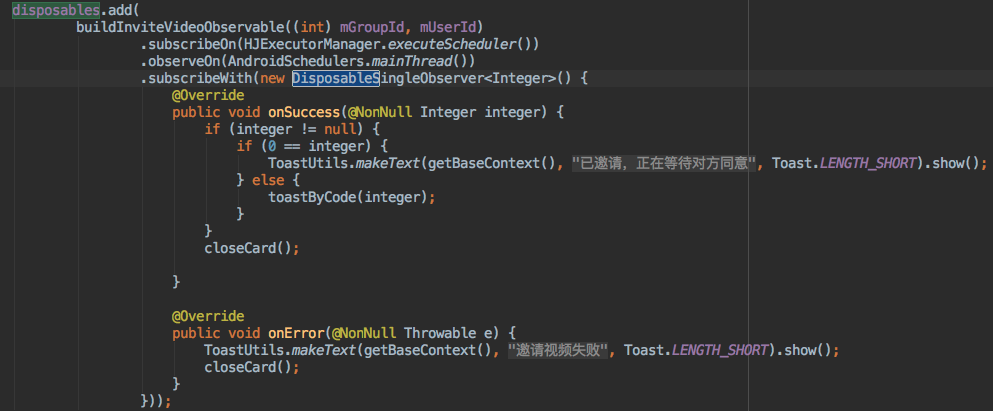 disposables.add(
buildInviteVideoObservable((int) mGroupId, mUserId)
.subscribeOn(HJExecutorManager.executeScheduler())
.observeOn(AndroidSchedulers.mainThread())
.subscribeWith(new DisposableSingleObserver<Integer>() {
@Override
public void onSuccess(@NonNull Integer integer) {
if (integer != null) {
if (0 == integer) {
ToastUtils.makeText(getBaseContext(), "已邀请，正在等待对方同意", Toast.LENGTH_SHORT).show();
} else {
toastByCode(integer);
}
}
closeCard();
}
@Override
public void onError(@NonNull Throwable e) {
ToastUtils.makeText(getBaseContext(), "邀请视频失败", Toast.LENGTH_SHORT).show();
closeCard();
}
}));